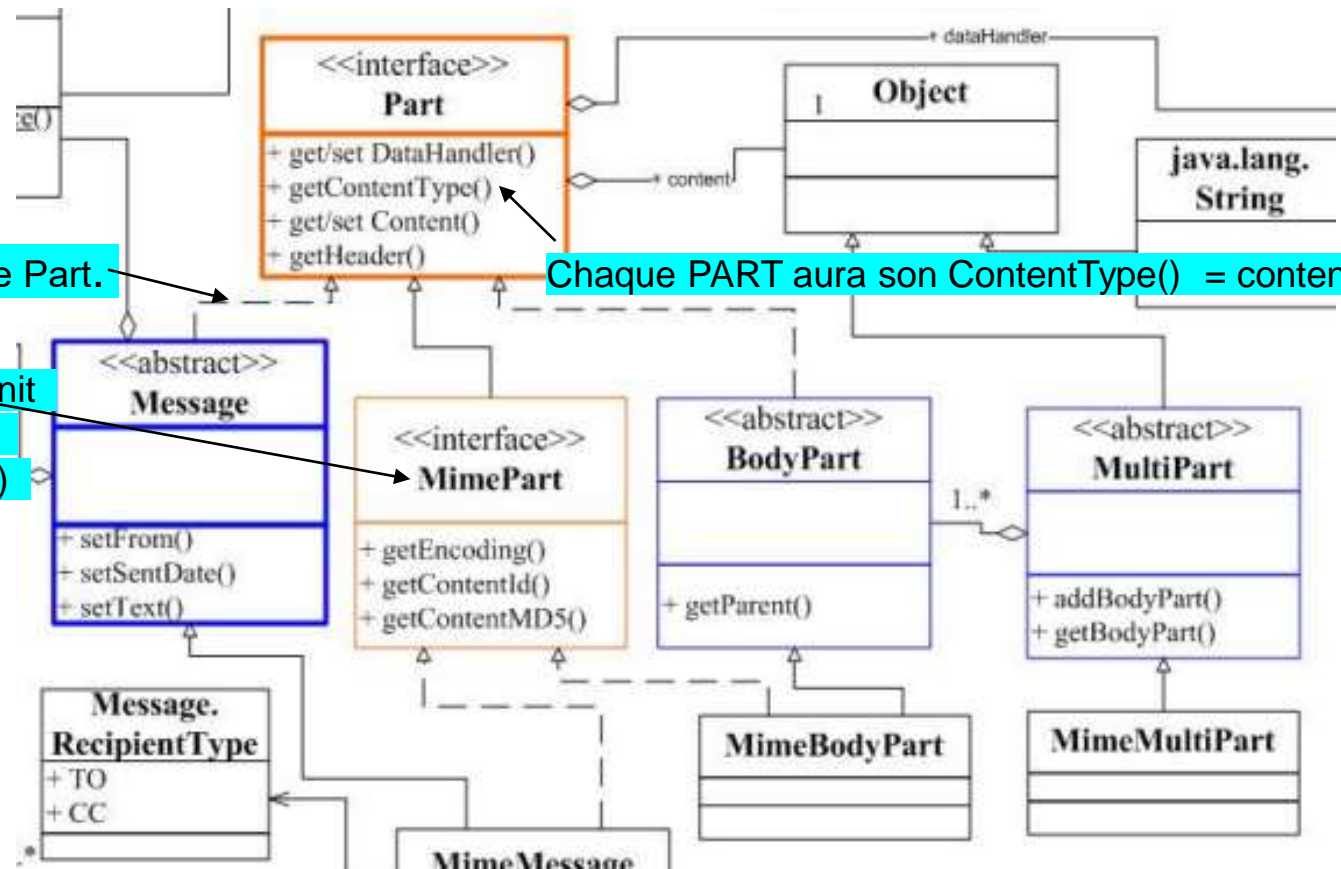 + dataHandler
<<interface>>
Part
+ get/set DataHandler()
+ getContentType()
+ get/set Content()
+ getHeader()
+ content
1
Object
java.lang.
String
Part.
Chaque PART aura son ContentType() = 
<<abstract>>
Message
+ setFrom()
+ setSentDate()
+ setText()
<<interface>>
MimePart
+ getEncoding()
+ getContentId()
+ getContentMD5()
<<abstract>>
BodyPart
+ getParent()
1..*
<<abstract>>
MultiPart
+ addBodyPart()
+ getBodyPart()
Message.
RecipientType
+ TO
+ CC
MimeBodyPart
MimeMultiPart
MimeMessage